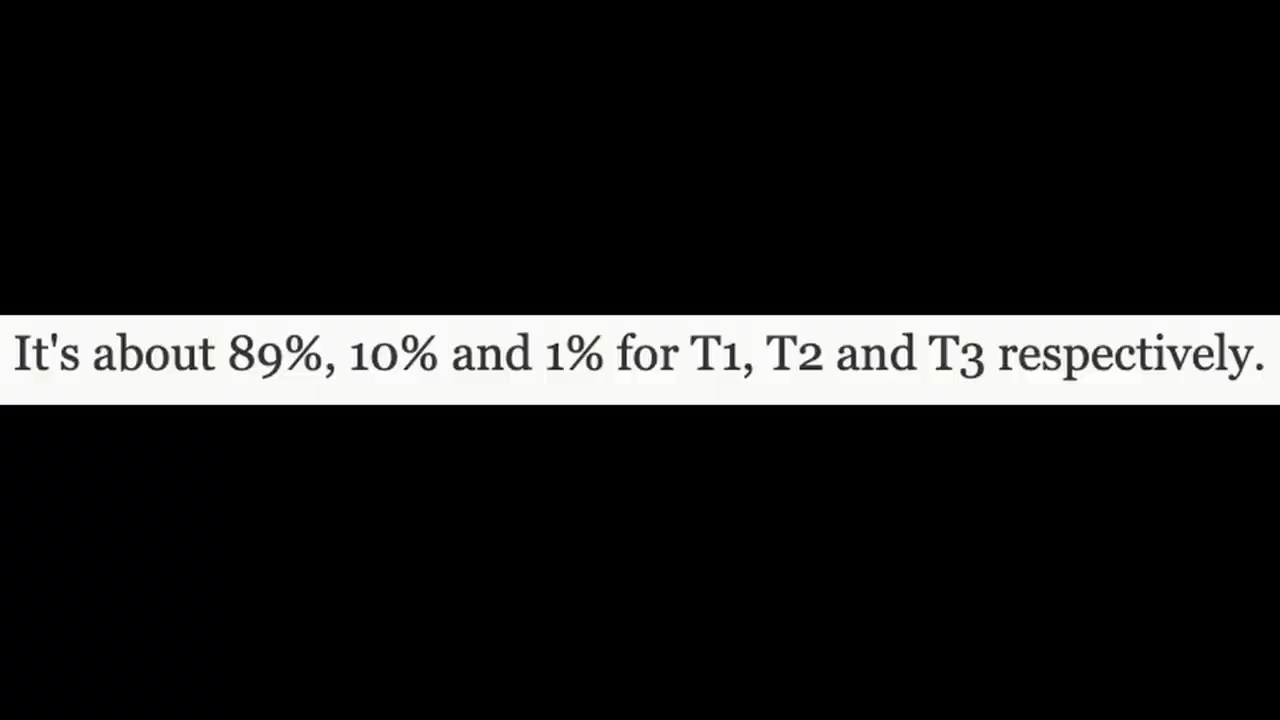 It's about 89%, 10% and 1% for T1, T2 and T3 respectively.